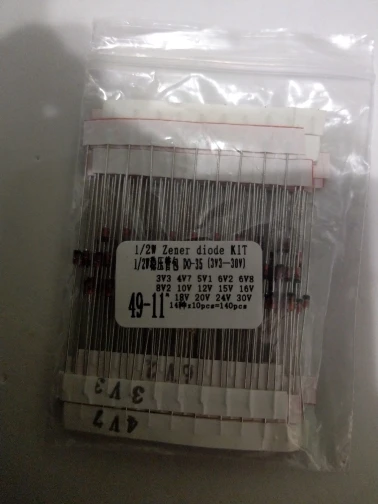 1/2W Zener diode KIT
1/2W稳压管包 DO-35 (3V3--30V)
3V3 4V7 5V1 6V2 6V8
8V2 10V 12V 15V 16V
18V 20V 24V 30V
49-11
14种x10pcs=140pcs
3V3
4V7